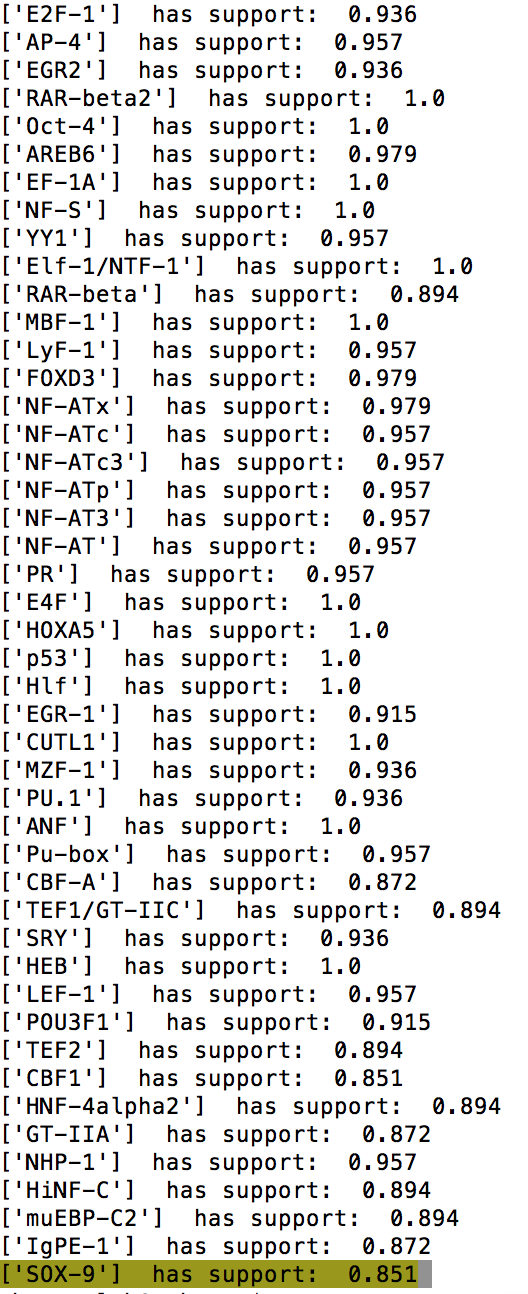 ['E2F-1']  has support:  0.936
['AP-4']  has support:  0.957
['EGR2']  has support:  0.936
['RAR-beta2']  has support:  1.0
['Oct-4']  has support:  1.0
['AREB6']  has support:  0.979
['EF-1A']  has support:  1.0
['NF-S']  has support:  1.0
['YY1']  has support:  0.957
['Elf-1/NTF-1']  has support:  1.0
['RAR-beta']  has support:  0.894
['MBF-1']  has support:  1.0
['LyF-1']  has support:  0.957
['FOXD3']  has support:  0.979
['NF-ATx']  has support:  0.979
['NF-ATc']  has support:  0.957
['NF-ATc3']  has support:  0.957
['NF-ATp']  has support:  0.957
['NF-AT3']  has support:  0.957
['NF-AT']  has support:  0.957
['PR']  has support:  0.957
['E4F']  has support:  1.0
['HOXA5']  has support:  1.0
['p53']  has support:  1.0
['Hlf']  has support:  1.0
['EGR-1']  has support:  0.915
['CUTL1']  has support:  1.0
['MZF-1']  has support:  0.936
['PU.1']  has support:  0.936
['ANF']  has support:  1.0
['Pu-box']  has support:  0.957
['CBF-A']  has support:  0.872
['TEF1/GT-IIC']  has support:  0.894
['SRY']  has support:  0.936
['HEB']  has support:  1.0
['LEF-1']  has support:  0.957
['POU3F1']  has support:  0.915
['TEF2']  has support:  0.894
['CBF1']  has support:  0.851
['HNF-4alpha2']  has support:  0.894
['GT-IIA']  has support:  0.872
['NHP-1']  has support:  0.957
['HiNF-C']  has support:  0.894
['muEBP-C2']  has support:  0.894
['IgPE-1']  has support:  0.872
['SOX-9']  has support:  0.851